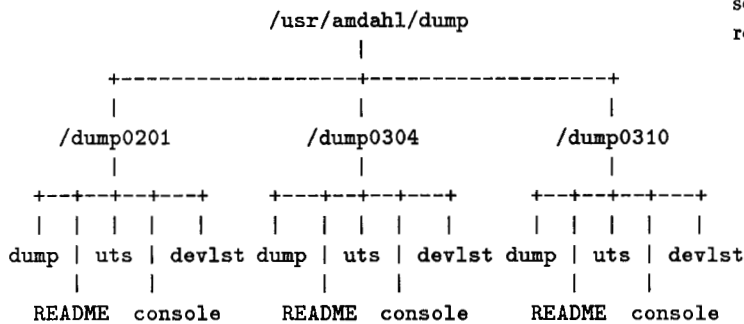 /usr/amdahl/dump
|
+--------------------+--------------------+
| | |
/dump0201 /dump0304 /dump0310
| | |
+--+--+--+---+ +---+--+--+---+ +--+--+--+---+
| | | | | | | | | | | | | | |
dump | uts | devlst dump | uts | devlst dump | uts | devlst
| | | | | |
README console README console README console